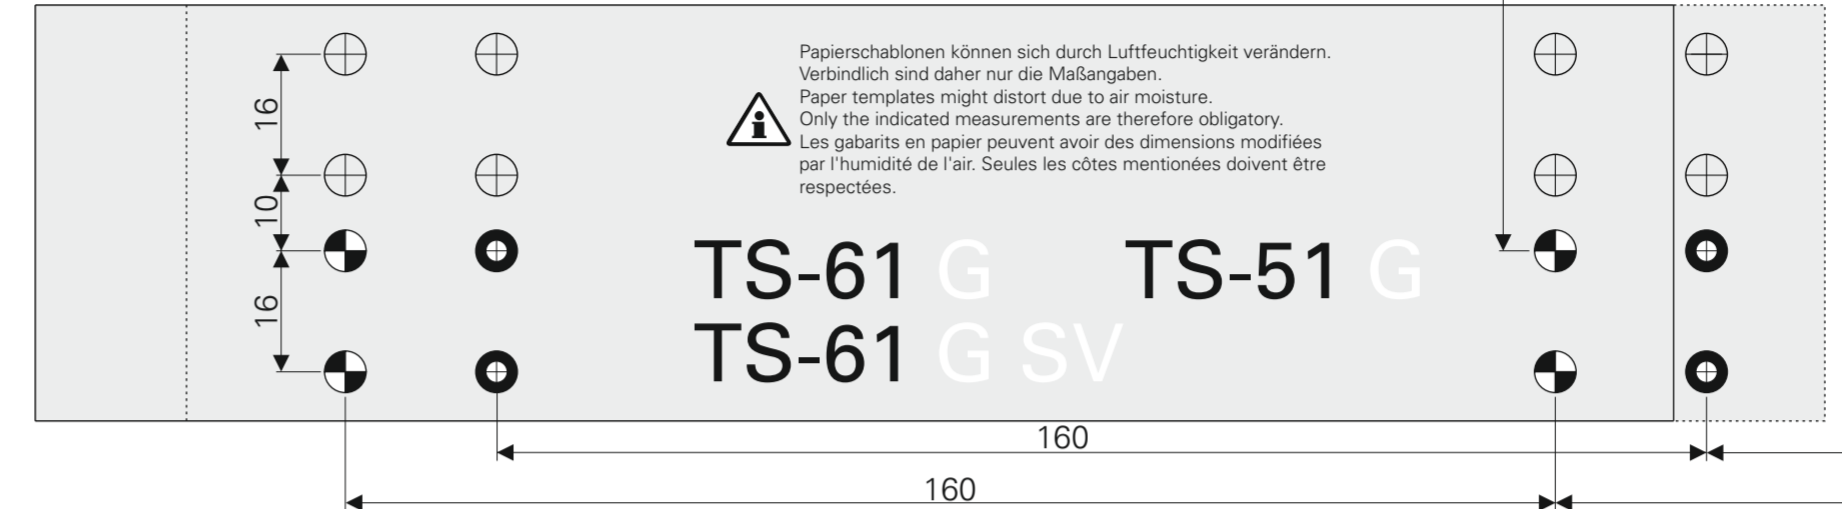 Papierschablonen können sich durch Luftfeuchtigkeit verändern.
Verbindlich sind daher nur die Maßangaben.
Paper templates might distort due to air moisture.
Only the indicated measurements are therefore obligatory.
Les gabarits en papier peuvent avoir des dimensions modifiées
par l'humidité de l'air. Seules les côtes mentionées doivent être
respectées.
16
10
16
TS-61 G TS-51 G
TS-61 G SV
160
160